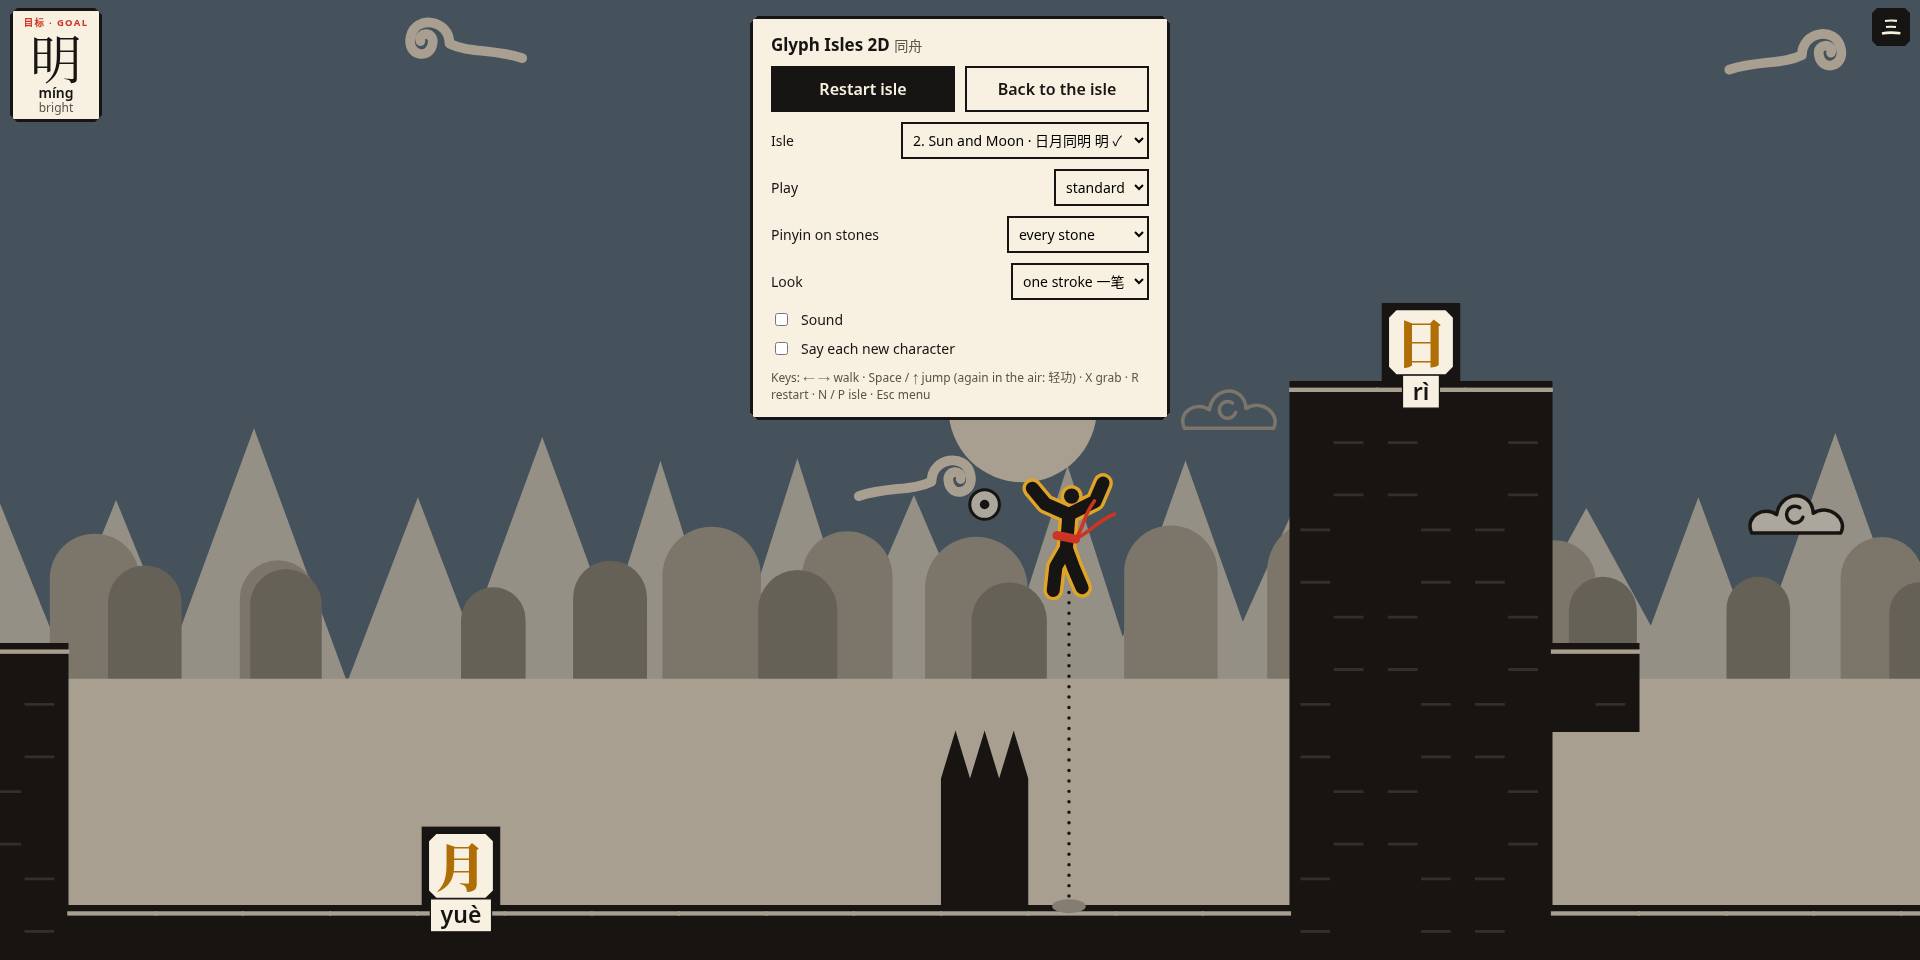 目标 · GOAL
明
míng
bright
三
Glyph Isles 2D 同舟
Restart isle
Back to the isle
Isle
2. Sun and Moon · 日月同明 明 ✓
Play
standard
Pinyin on stones
every stone
Look
one stroke 一笔
Sound
Say each new character
Keys: ← → walk · Space / ↑ jump (again in the air: 轻功) · X grab · R
restart · N / P isle · Esc menu
日
rì
月
yuè